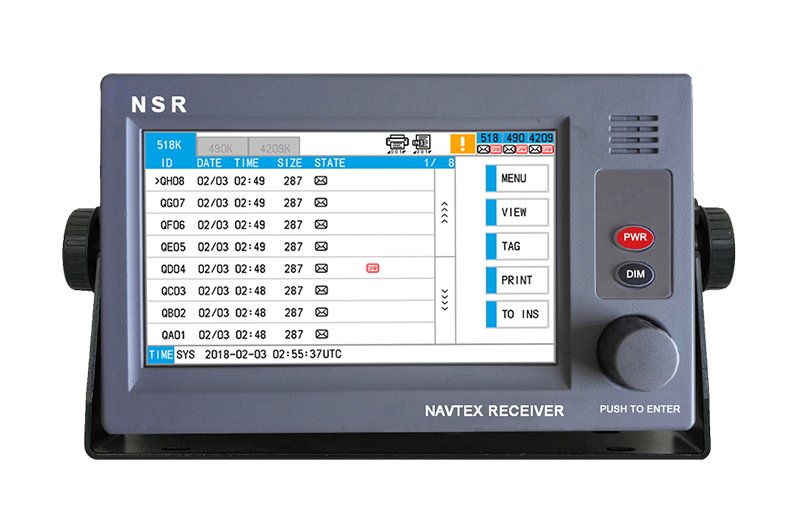 NSR
518K 490K 4209K ! 518 490 4209
ID DATE TIME SIZE STATE 1/ 8
>QH08 02/03 02:49 287
QG07 02/03 02:49 287
QF06 02/03 02:49 287
QE05 02/03 02:49 287
QD04 02/03 02:48 287
QC03 02/03 02:48 287
QB02 02/03 02:48 287
QA01 02/03 02:48 287
TIME SYS 2018-02-03 02:55:37UTC
MENU
VIEW
TAG
PRINT
TO INS
PWR
DIM
NAVTEX RECEIVER
PUSH TO ENTER